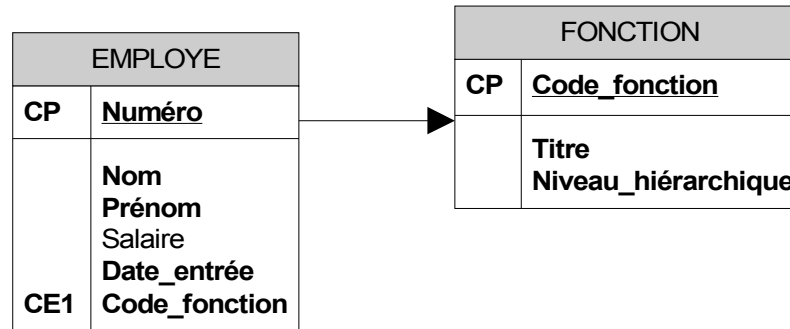 EMPLOYE
CP Numéro
Nom
Prénom
Salaire
Date_entrée
CE1 Code_fonction
FONCTION
CP Code_fonction
Titre
Niveau_hiérarchique